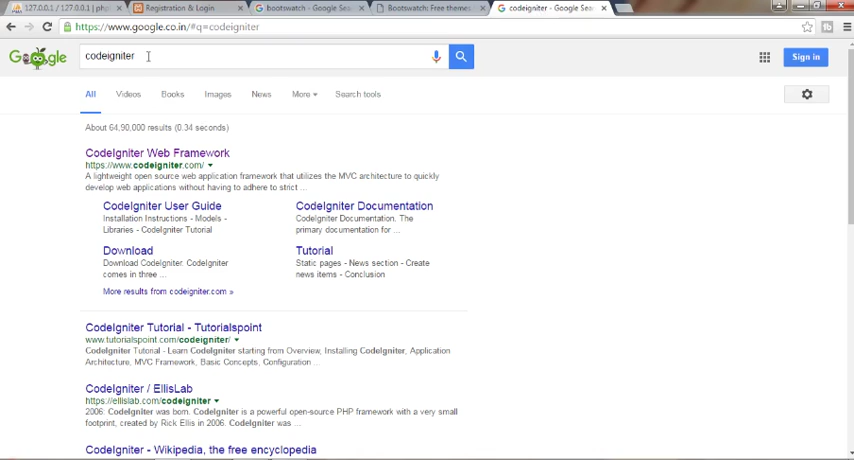 127.0.0.1 / 127.0.0.1 | ph
Registration & Login
bootswatch - Google Sea
Bootswatch: Free themes
codeigniter - Google Sea
https://www.google.co.in/#q=codeigniter
codeigniter
Sign in
All Videos Books Images News More Search tools
About 64,90,000 results (0.34 seconds)
CodeIgniter Web Framework
https://www.codeigniter.com/
A lightweight open source web application framework that utilizes the MVC architecture to quickly
develop web applications without having to adhere to strict ...
CodeIgniter User Guide
Installation Instructions - Models -
Libraries - CodeIgniter Tutorial
CodeIgniter Documentation
CodeIgniter Documentation. The
primary documentation for ...
Download
Download CodeIgniter. CodeIgniter
comes in three ...
Tutorial
Static pages - News section - Create
news items - Conclusion
More results from codeigniter.com »
CodeIgniter Tutorial - Tutorialspoint
www.tutorialspoint.com/codeigniter/
CodeIgniter Tutorial - Learn CodeIgniter starting from Overview, Installing CodeIgniter, Application
Architecture, MVC Framework, Basic Concepts, Configuration ...
CodeIgniter / EllisLab
https://ellislab.com/codeigniter
2006: CodeIgniter was born. CodeIgniter is a powerful open-source PHP framework with a very small
footprint, created by Rick Ellis in 2006. CodeIgniter was ...
CodeIgniter - Wikipedia, the free encyclopedia